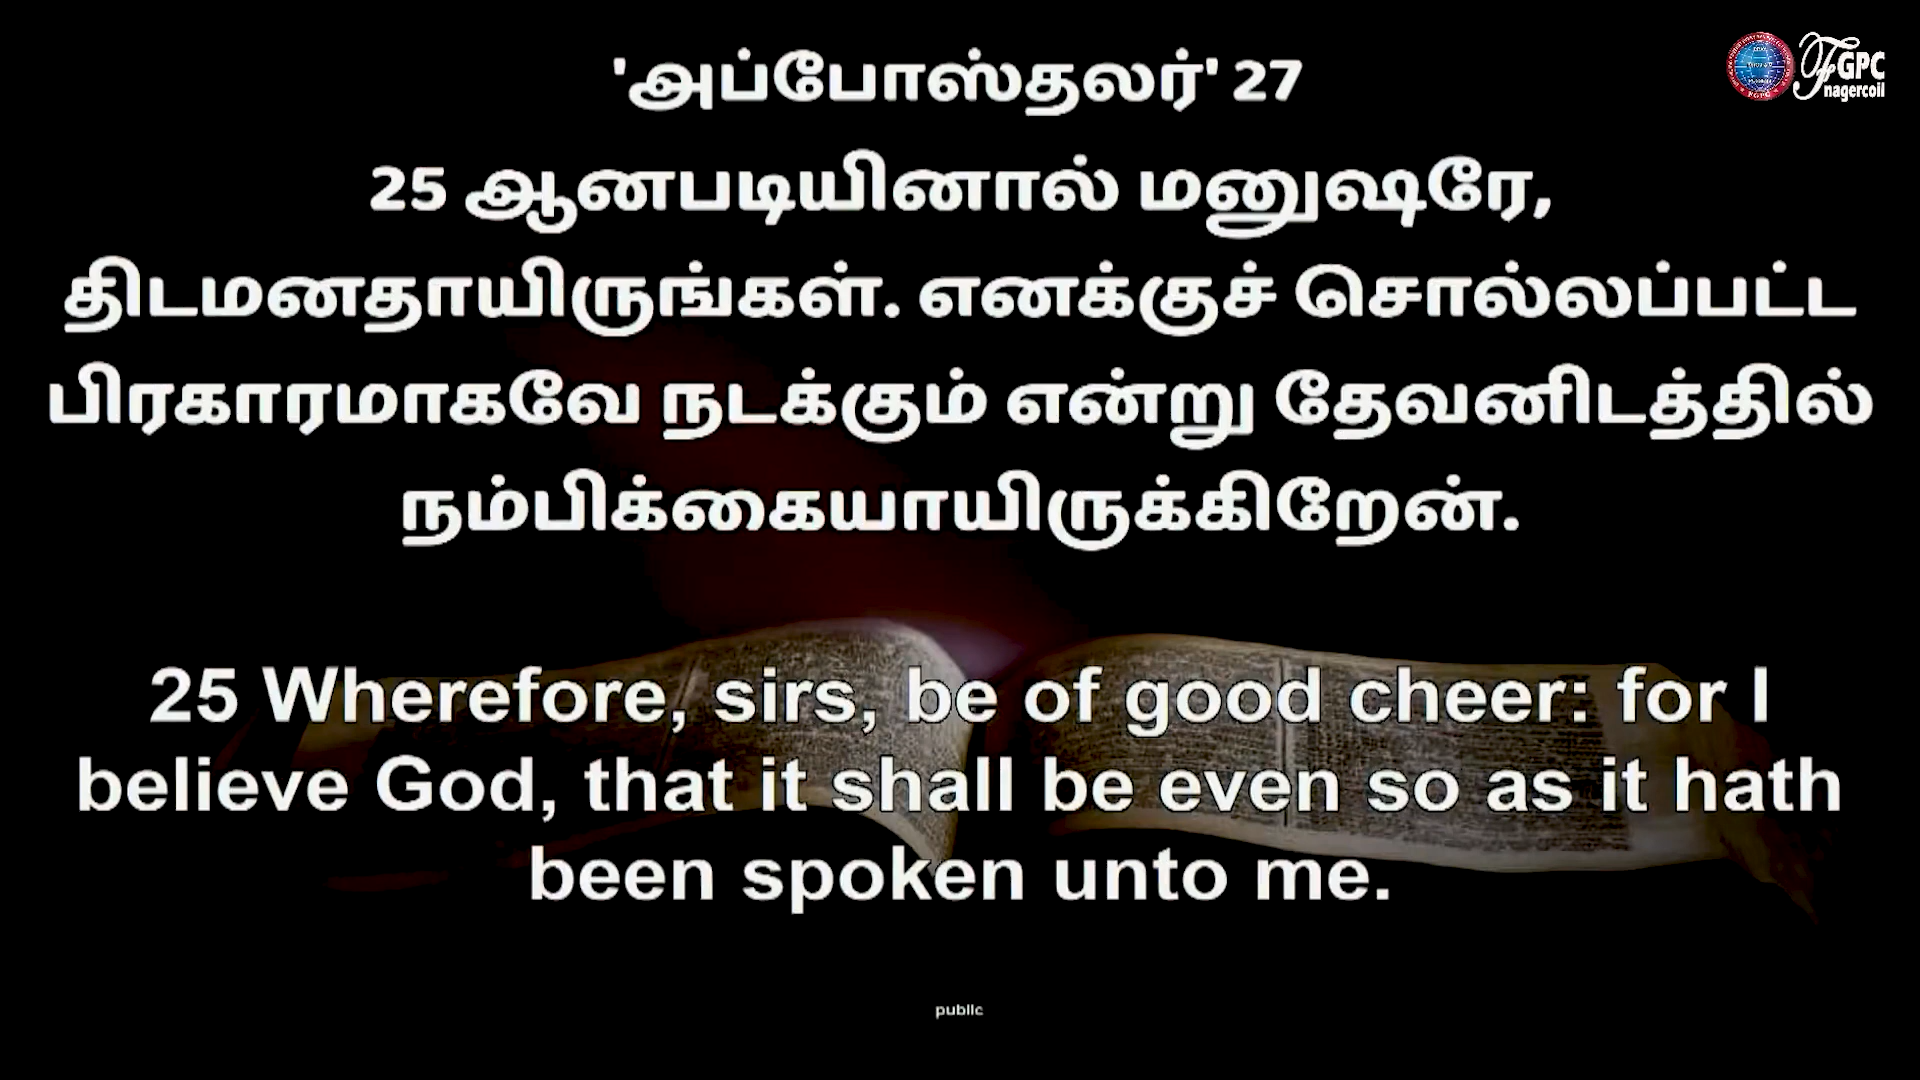 'அப்போஸ்தலர்' 27
25 ஆனபடியினால் மனுஷரே,
திடமனதாயிருங்கள். எனக்குச் சொல்லப்பட்ட
பிரகாரமாகவே நடக்கும் என்று தேவனிடத்தில்
நம்பிக்கையாயிருக்கிறேன்.
25 Wherefore, sirs, be of good cheer: for I
believe God, that it shall be even so as it hath
been spoken unto me.
public
FGPC
nagercoil